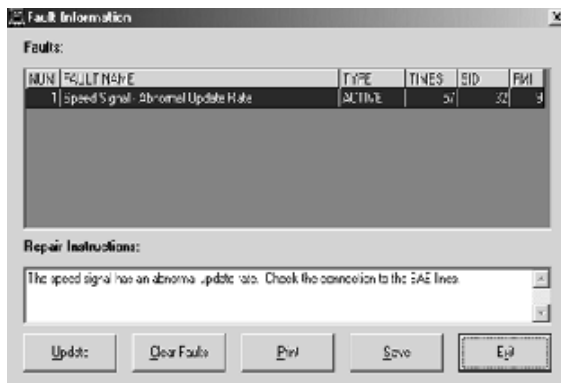 Fault Information
Faults:
NUM FAULT NAME TYPE TIMES SID FMI
1 Speed Signal - Abnormal Update Rate ACTIVE 57 32 9
Repair Instructions:
The speed signal has an abnormal update rate. Check the connection to the SAE lines
Update Clear Faults Print Save Exit